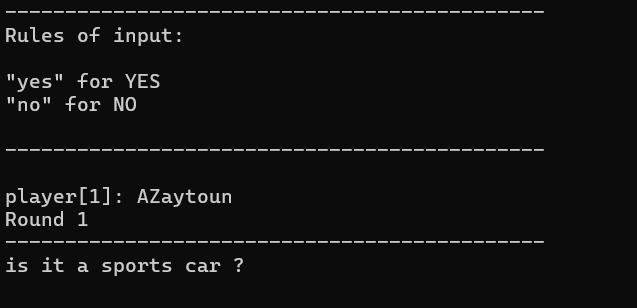 ---------------------------------------------
Rules of input:
"yes" for YES
"no" for NO
---------------------------------------------
player[1]: AZaytoun
Round 1
---------------------------------------------
is it a sports car ?